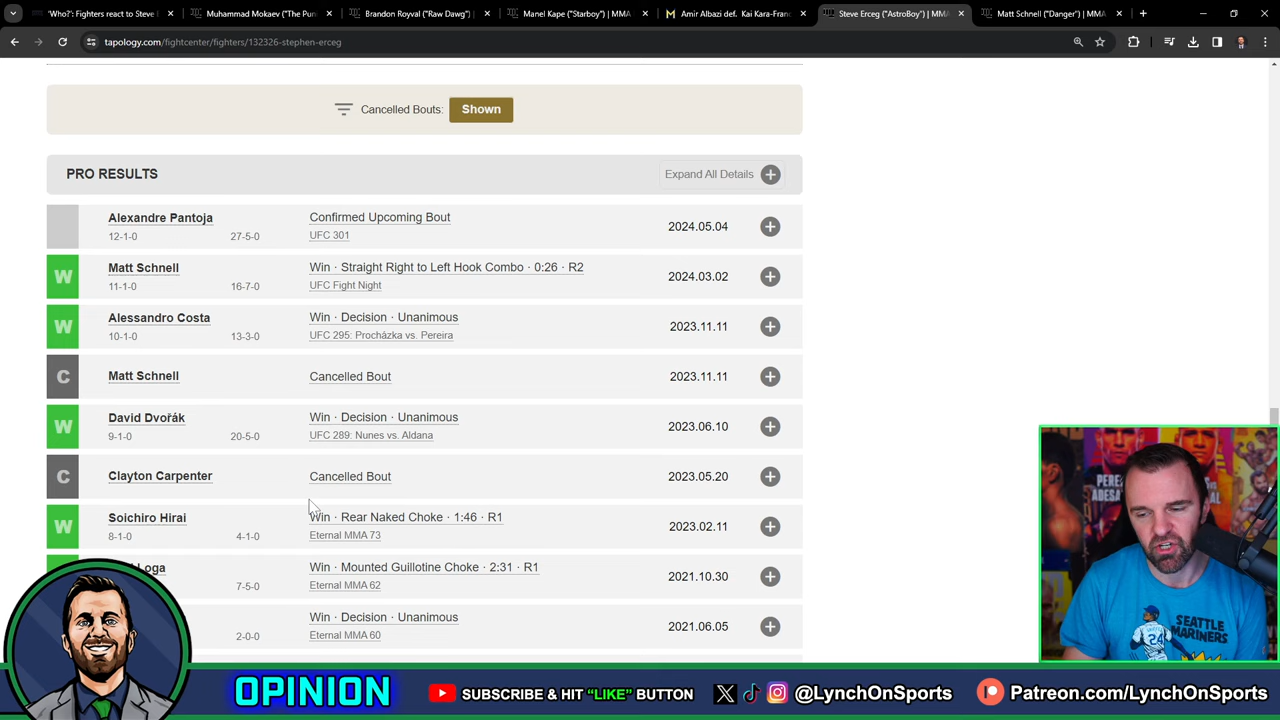 'Who?': Fighters react to Steve E
Muhammad Mokaev ("The Pun
Brandon Royval ("Raw Dawg")
Manel Kape ("Starboy") | MMA
Amir Albazi def. Kai Kara-Franc
Steve Erceg ("AstroBoy") | MMA
Matt Schnell ("Danger") | MMA
tapology.com/fightcenter/fighters/132326-stephen-erceg
Cancelled Bouts: Shown
PRO RESULTS
Expand All Details
Alexandre Pantoja Confirmed Upcoming Bout 2024.05.04
12-1-0 27-5-0 UFC 301
W Matt Schnell Win · Straight Right to Left Hook Combo · 0:26 · R2 2024.03.02
11-1-0 16-7-0 UFC Fight Night
W Alessandro Costa Win · Decision · Unanimous 2023.11.11
10-1-0 13-3-0 UFC 295: Procházka vs. Pereira
C Matt Schnell Cancelled Bout 2023.11.11
W David Dvořák Win · Decision · Unanimous 2023.06.10
9-1-0 20-5-0 UFC 289: Nunes vs. Aldana
C Clayton Carpenter Cancelled Bout 2023.05.20
W Soichiro Hirai Win · Rear Naked Choke · 1:46 · R1 2023.02.11
8-1-0 4-1-0 Eternal MMA 73
Loga Win · Mounted Guillotine Choke · 2:31 · R1 2021.10.30
7-5-0 Eternal MMA 62
Win · Decision · Unanimous 2021.06.05
2-0-0 Eternal MMA 60
SEATTLE
MARINERS
24
OPINION
SUBSCRIBE & HIT "LIKE" BUTTON
@LynchOnSports
Patreon.com/LynchOnSports